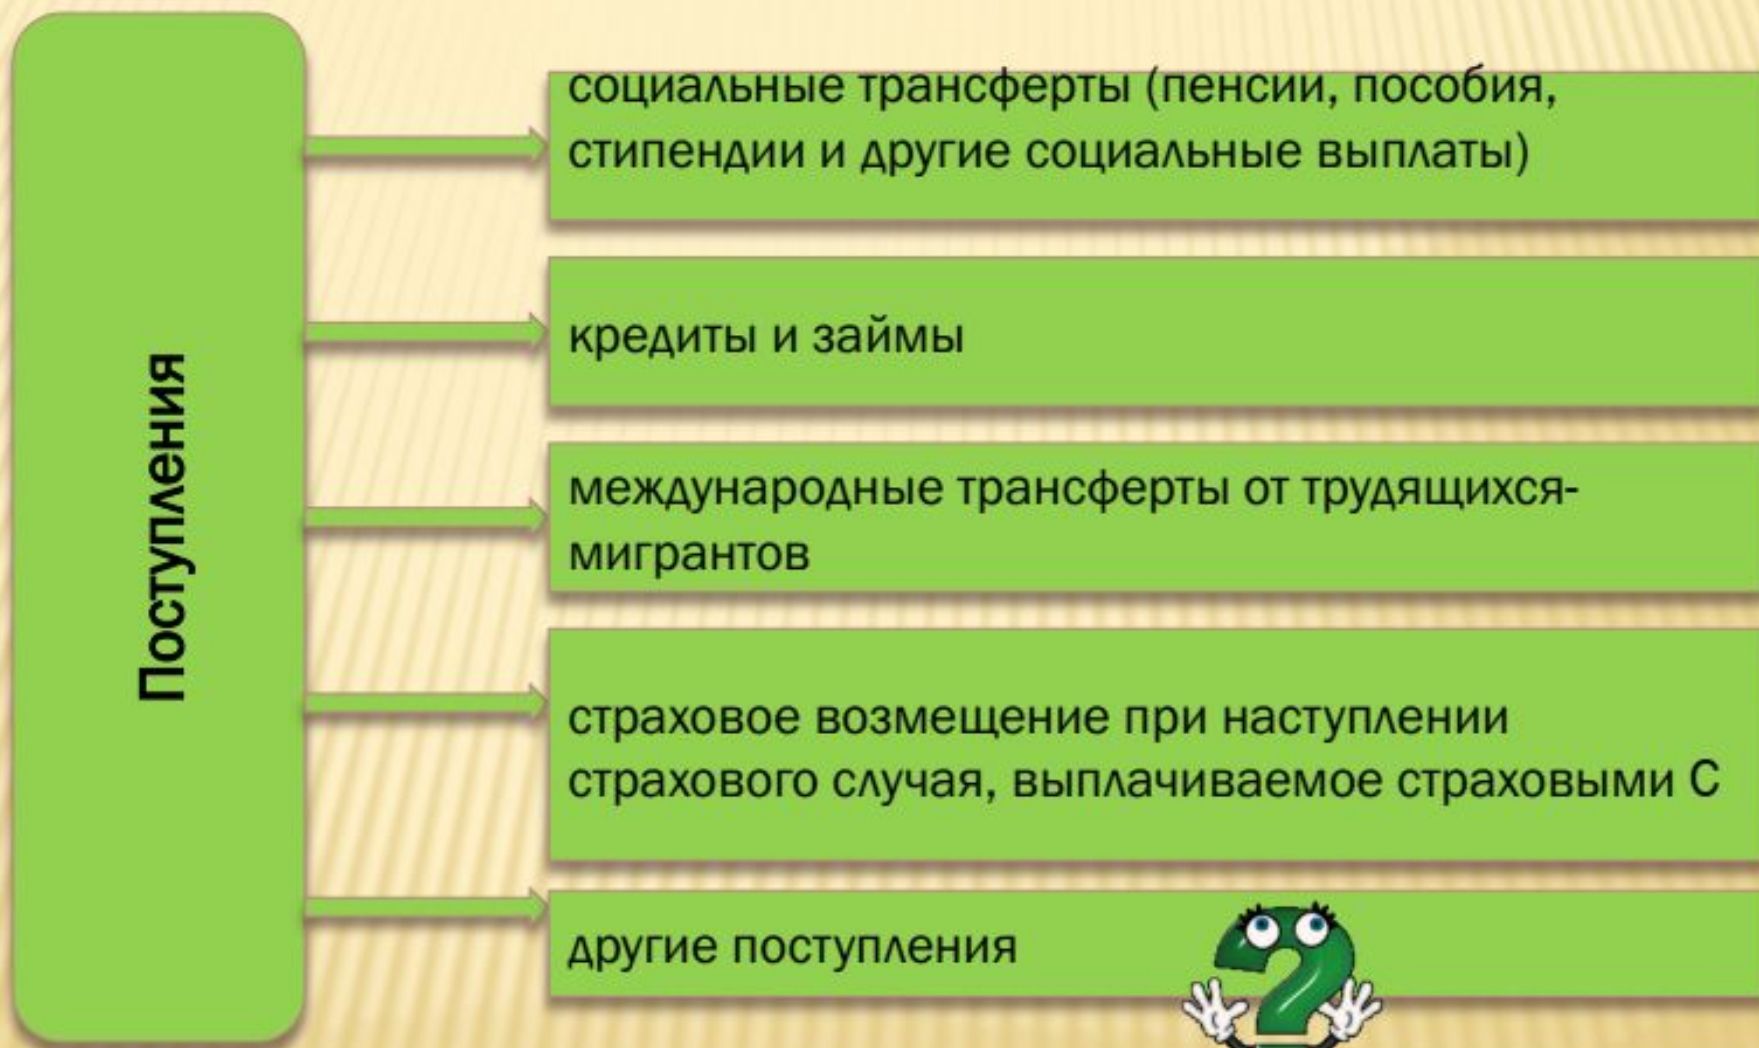 Поступления
социальные трансферты (пенсии, пособия,
стипендии и другие социальные выплаты)
кредиты и займы
международные трансферты от трудящихся-
мигрантов
страховое возмещение при наступлении
страхового случая, выплачиваемое страховыми С
другие поступления